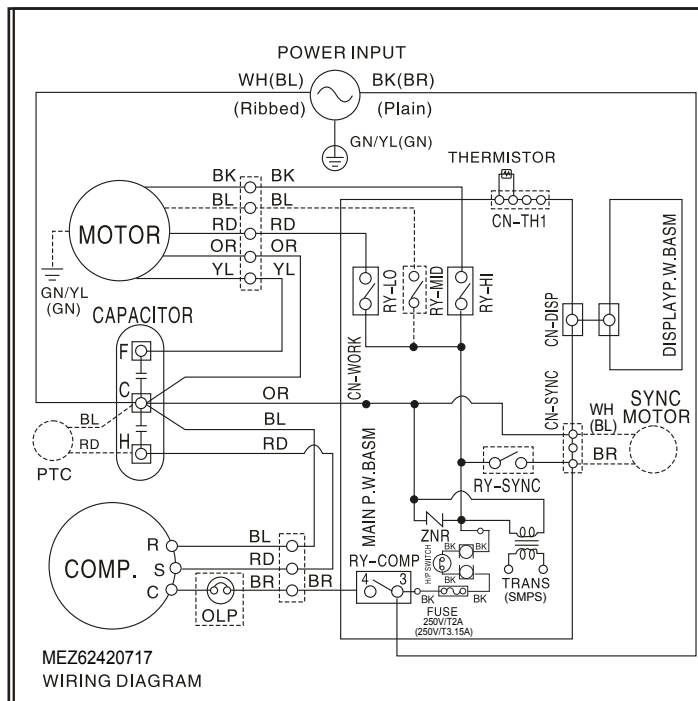 POWER INPUT
WH(BL)
BK(BR)
(Ribbed)
(Plain)
GN/YL(GN)
THERMISTOR
CN-TH1
BK
BK
BL
BL
RD
RD
OR
OR
YL
YL
MOTOR
GN/YL
(GN)
CAPACITOR
F
C
H
RY-LO
RY-MID
RY-HI
CN-WORK
CN-DISP
DISPLAYP.W.BASM
CN-SYNC
SYNC
MOTOR
WH
(BL)
BR
OR
BL
RD
BL
RD
PTC
MAIN P.W.BASM
RY-SYNC
ZNR
COMP.
R
S
C
BL
RD
BR
BR
OLP
RY-COMP
4
3
H/P SWITCH
BK
BK
BK
BK
BK
FUSE
250V/T2A
(250V/T3.15A)
TRANS
(SMPS)
MEZ62420717
WIRING DIAGRAM